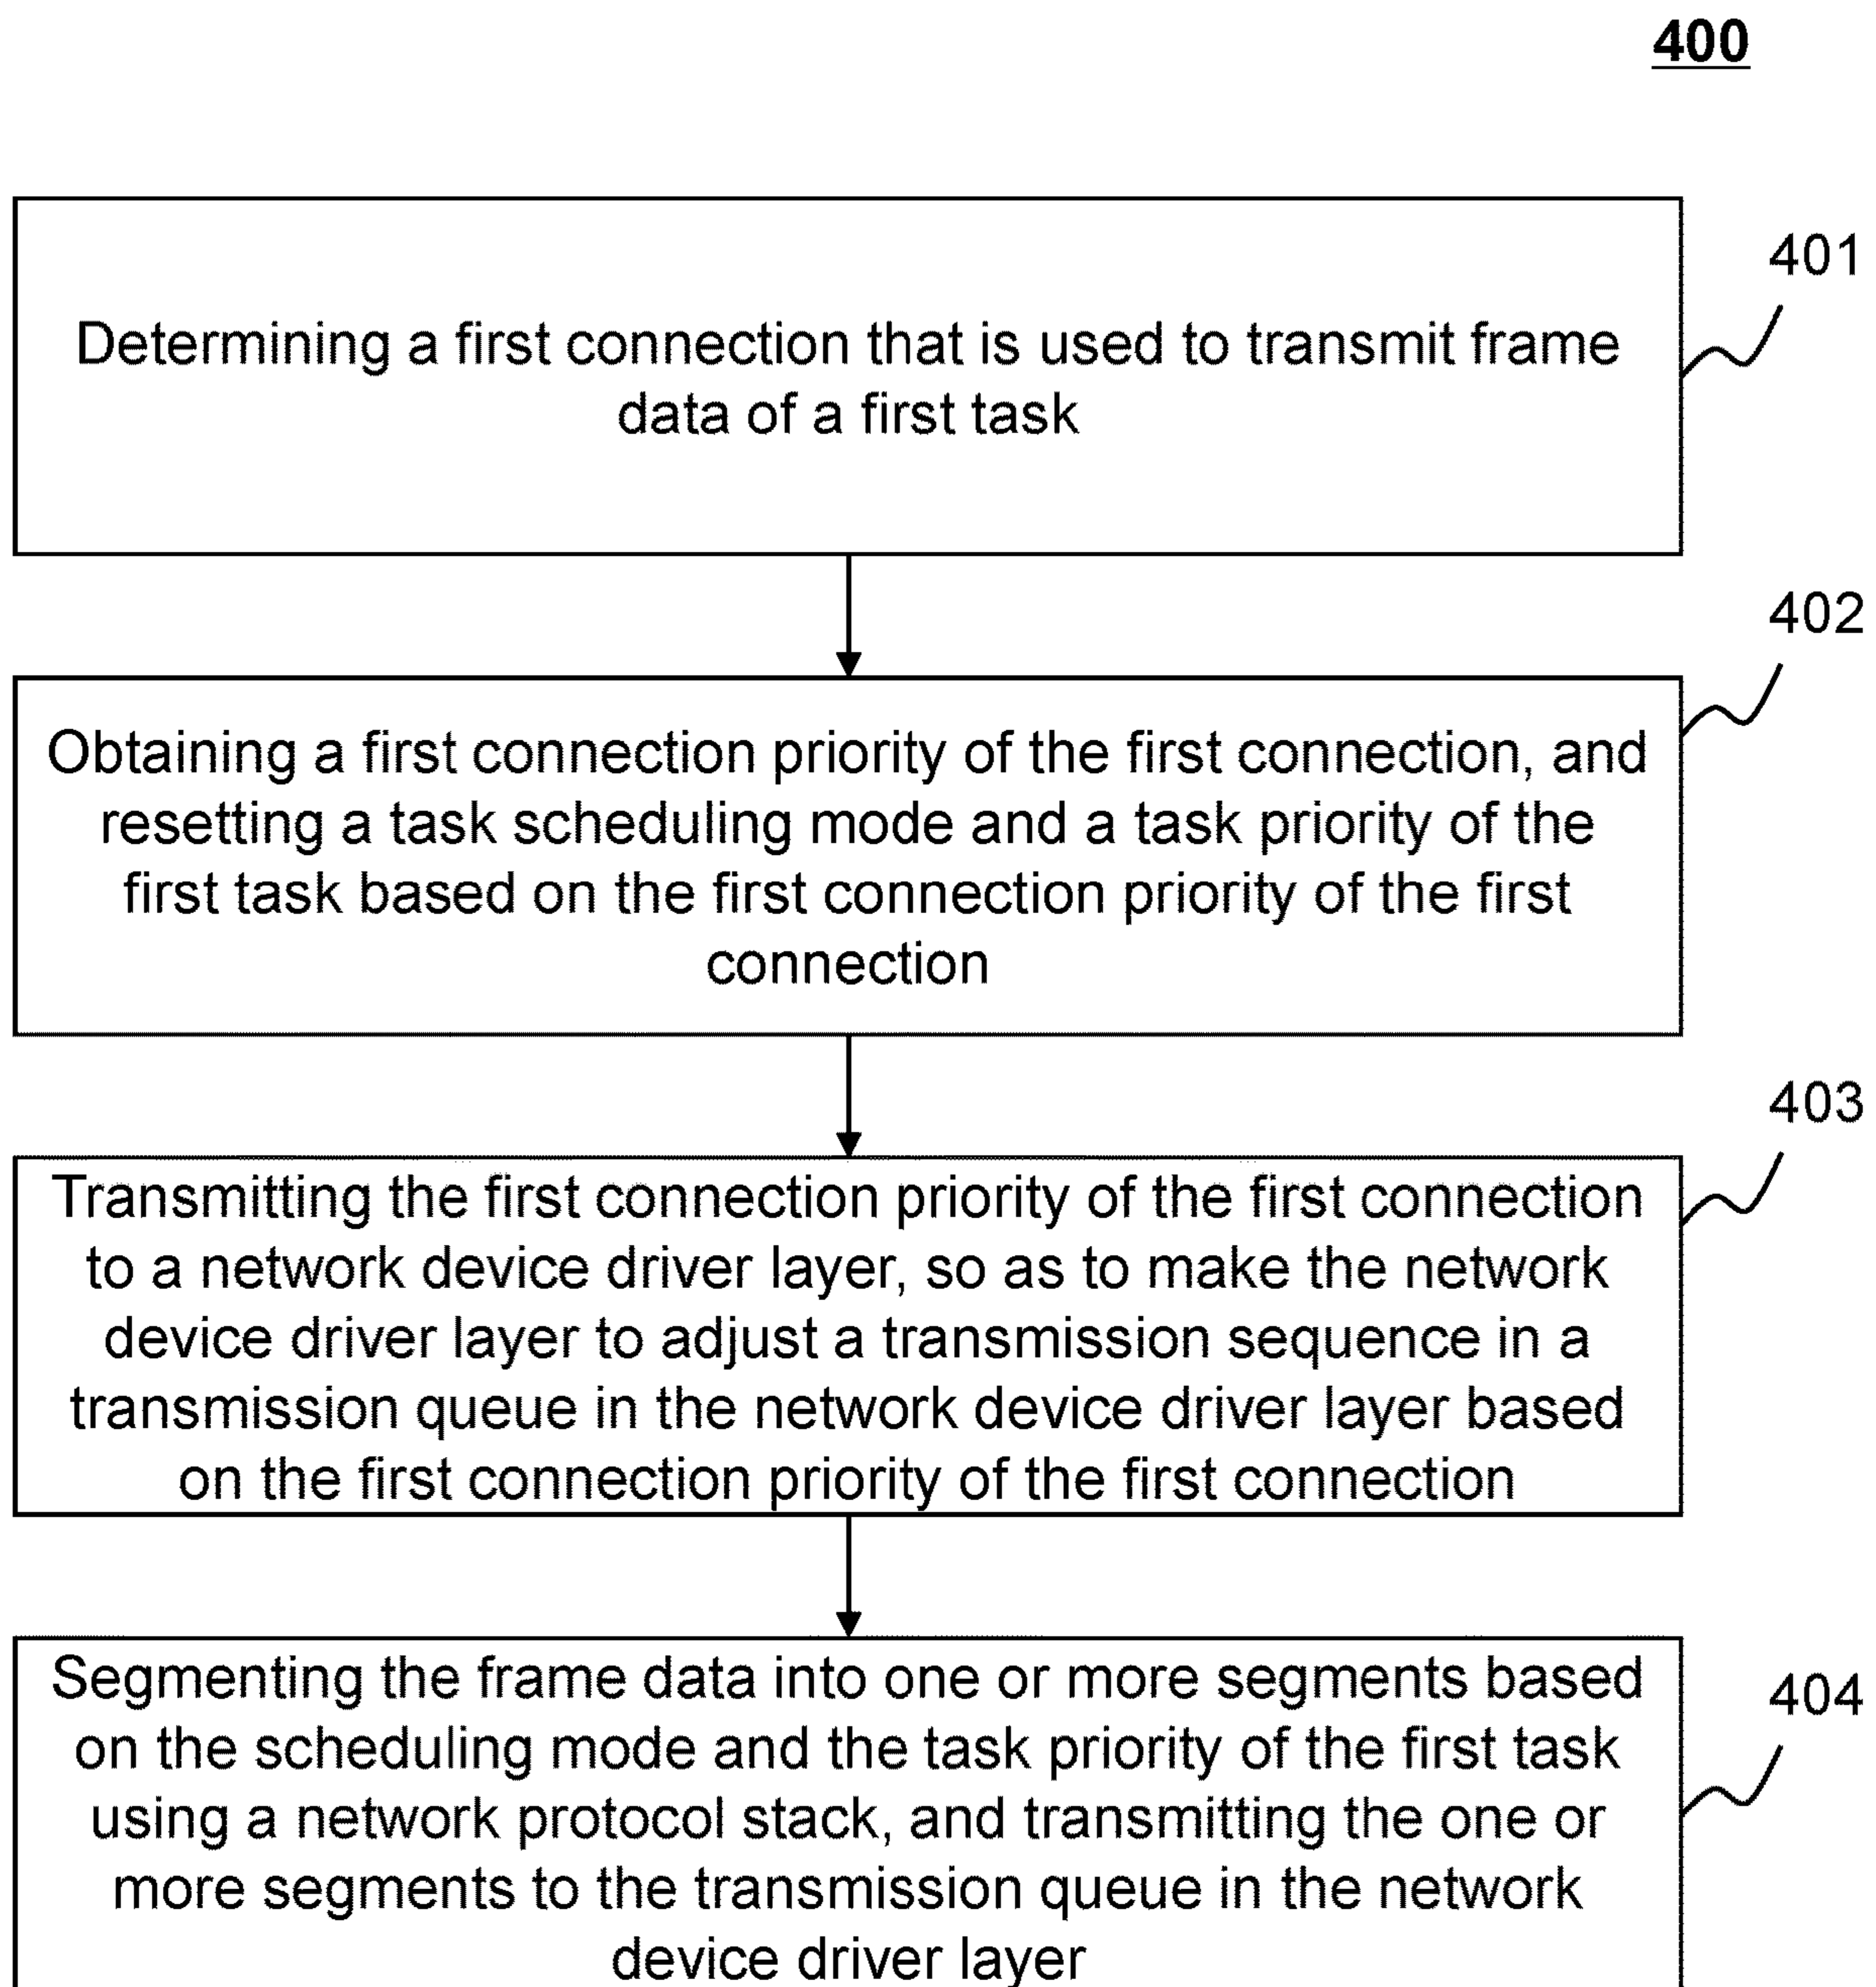 400
401
Determining a first connection that is used to transmit frame
data of a first task
402
Obtaining a first connection priority of the first connection, and
resetting a task scheduling mode and a task priority of the
first task based on the first connection priority of the first
connection
403
Transmitting the first connection priority of the first connection
to a network device driver layer, so as to make the network
device driver layer to adjust a transmission sequence in a
transmission queue in the network device driver layer based
on the first connection priority of the first connection
404
Segmenting the frame data into one or more segments based
on the scheduling mode and the task priority of the first task
using a network protocol stack, and transmitting the one or
more segments to the transmission queue in the network
device driver layer